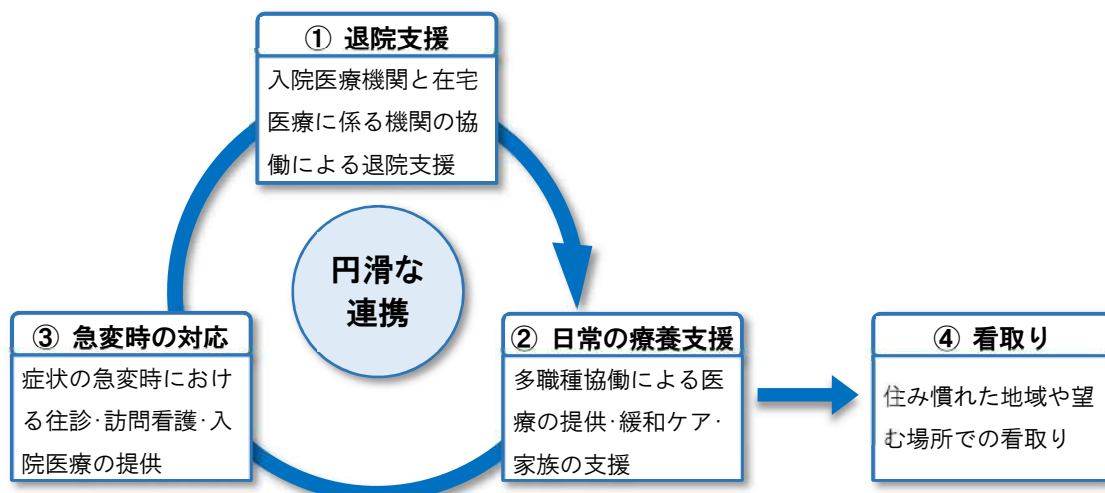 ① 退院支援
入院医療機関と在宅
医療に係る機関の協
働による退院支援
円滑な
連携
③ 急変時の対応
症状の急変時におけ
る往診･訪問看護･入
院医療の提供
② 日常の療養支援
多職種協働による医
療の提供･緩和ケア･
家族の支援
④ 看取り
住み慣れた地域や望
む場所での看取り